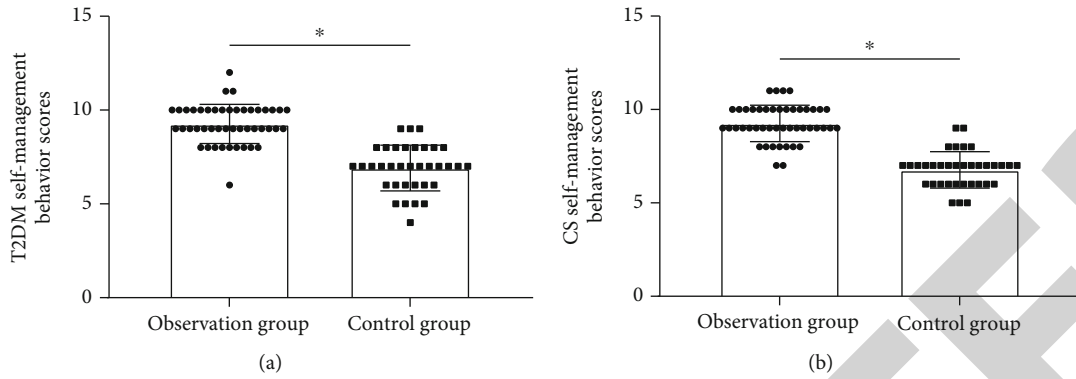 T2DM self-management
behavior scores
15
10
5
0
*
Observation group
Control group
(a)
CS self-management
behavior scores
15
10
5
0
*
Observation group
Control group
(b)